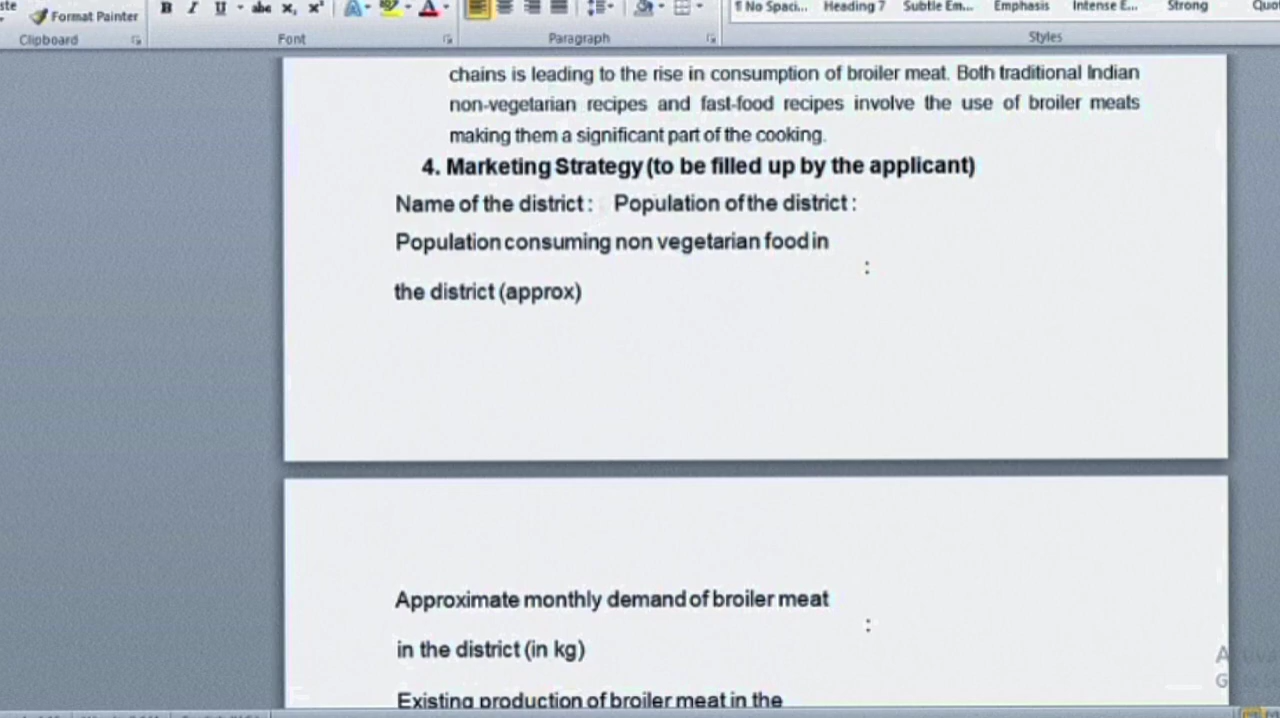 Format Painter
B I U abc x, x² A A
No Spaci... Heading 7 Subtle Em... Emphasis Intense E... Strong
Clipboard Font Paragraph Styles
chains is leading to the rise in consumption of broiler meat. Both traditional Indian
non-vegetarian recipes and fast-food recipes involve the use of broiler meats
making them a significant part of the cooking.
4. Marketing Strategy (to be filled up by the applicant)
Name of the district : Population of the district :
Population consuming non vegetarian food in
:
the district (approx)
Approximate monthly demand of broiler meat
:
in the district (in kg)
Existing production of broiler meat in the